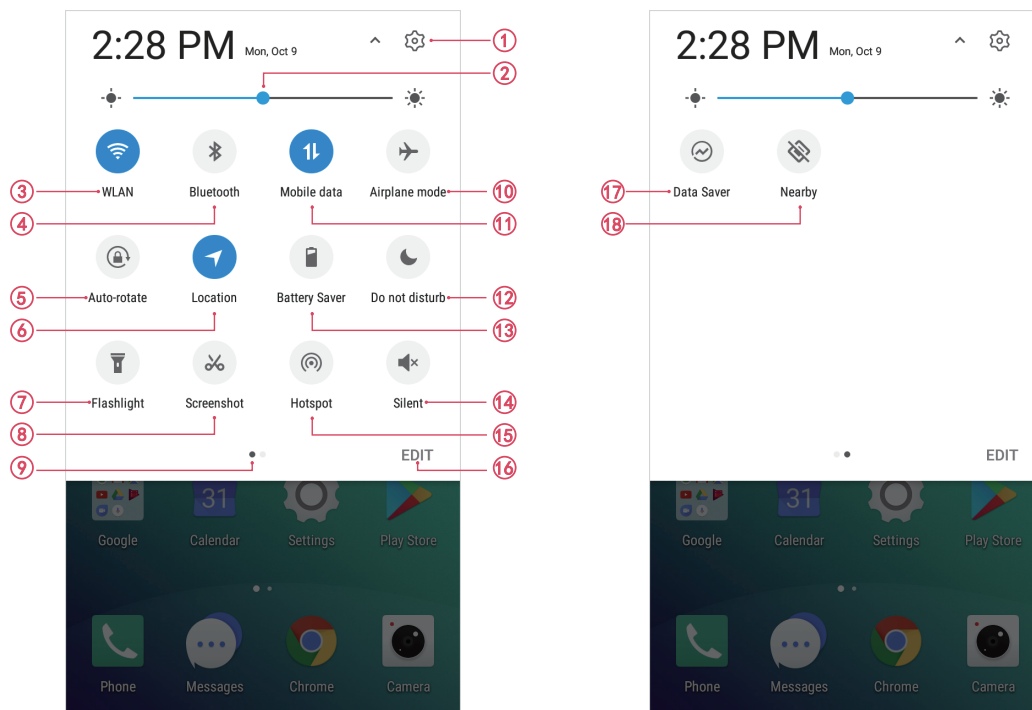 2:28 PM Mon, Oct 9
①
②
WLAN Bluetooth Mobile data Airplane mode
③ ⑩
④ ⑪
Auto-rotate Location Battery Saver Do not disturb
⑤ ⑫
⑥ ⑬
Flashlight Screenshot Hotspot Silent
⑦ ⑭
⑧ ⑮
EDIT
⑨ ⑯
31
Google Calendar Settings Play Store
Phone Messages Chrome Camera
2:28 PM Mon, Oct 9
⑰ Data Saver Nearby
⑱
EDIT
31
Google Calendar Settings Play Store
Phone Messages Chrome Camera